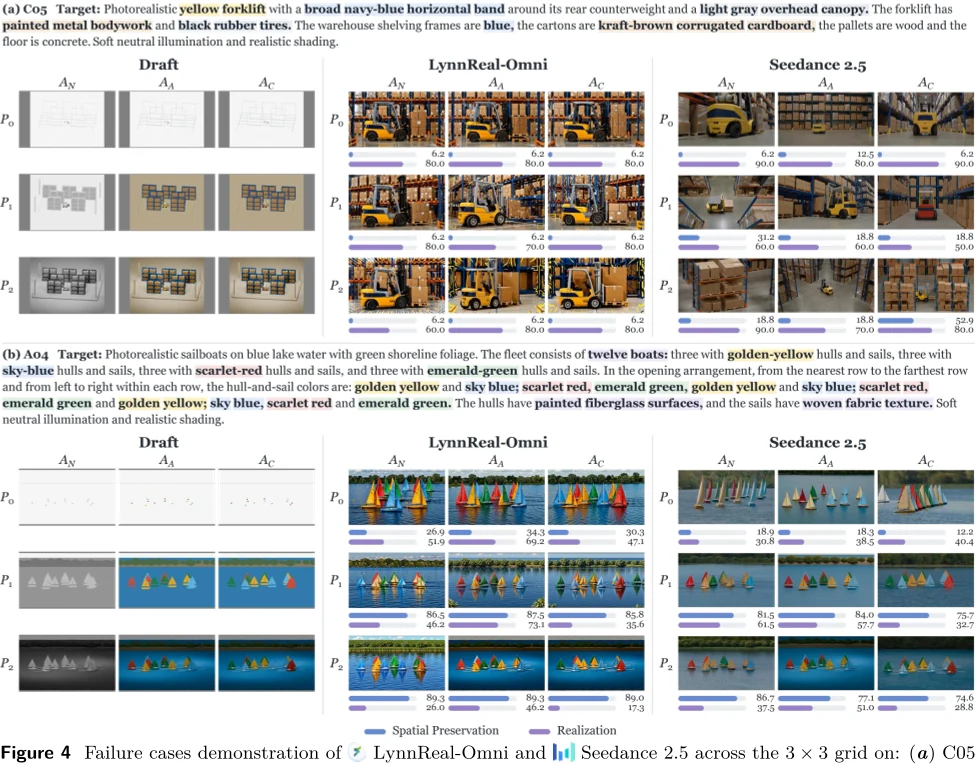 (a) C05 Target: Photorealistic yellow forklift with a broad navy-blue horizontal band around its rear counterweight and a light gray overhead canopy. The forklift has
painted metal bodywork and black rubber tires. The warehouse shelving frames are blue, the cartons are kraft-brown corrugated cardboard, the pallets are wood and the
floor is concrete. Soft neutral illumination and realistic shading.
Draft LynnReal-Omni Seedance 2.5
A_N A_A A_C A_N A_A A_C A_N A_A A_C
P_0 P_0 P_0
6.2 6.2 6.2 6.2 12.5 6.2
80.0 80.0 80.0 90.0 80.0 90.0
P_1 P_1 P_1
6.2 6.2 6.2 31.2 18.8 18.8
80.0 70.0 80.0 60.0 60.0 50.0
P_2 P_2 P_2
6.2 6.2 6.2 18.8 18.8 52.9
60.0 80.0 80.0 90.0 70.0 80.0
(b) A04 Target: Photorealistic sailboats on blue lake water with green shoreline foliage. The fleet consists of twelve boats: three with golden-yellow hulls and sails, three with
sky-blue hulls and sails, three with scarlet-red hulls and sails, and three with emerald-green hulls and sails. In the opening arrangement, from the nearest row to the farthest row
and from left to right within each row, the hull-and-sail colors are: golden yellow and sky blue; scarlet red, emerald green, golden yellow and sky blue; scarlet red,
emerald green and golden yellow; sky blue, scarlet red and emerald green. The hulls have painted fiberglass surfaces, and the sails have woven fabric texture. Soft
neutral illumination and realistic shading.
Draft LynnReal-Omni Seedance 2.5
A_N A_A A_C A_N A_A A_C A_N A_A A_C
P_0 P_0 P_0
26.9 34.3 30.3 18.9 18.3 12.2
51.9 69.2 47.1 30.8 38.5 40.4
P_1 P_1 P_1
86.5 87.5 85.8 81.5 84.0 75.7
46.2 73.1 35.6 61.5 57.7 32.7
P_2 P_2 P_2
89.3 89.3 89.0 86.7 77.1 74.6
26.0 46.2 17.3 37.5 51.0 28.8
Spatial Preservation Realization
Figure 4 Failure cases demonstration of LynnReal-Omni and Seedance 2.5 across the 3 × 3 grid on: (a) C05